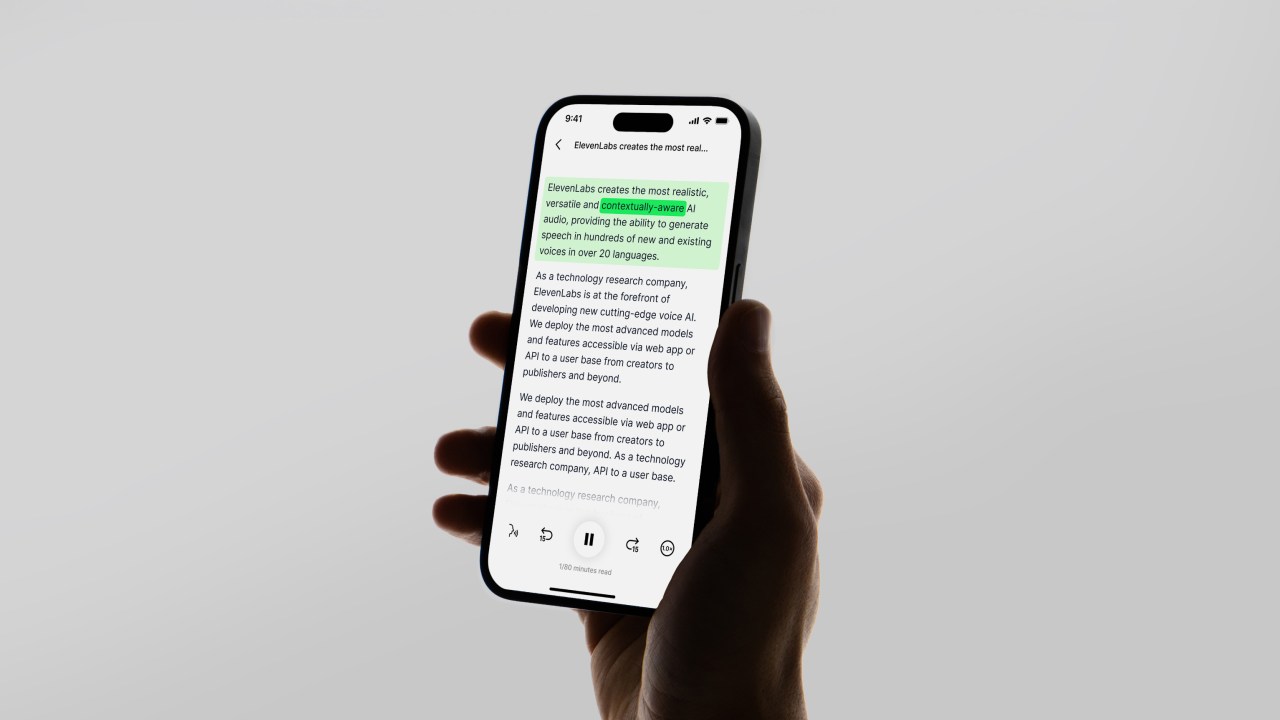 9:41
ElevenLabs creates the most real...
ElevenLabs creates the most realistic,
versatile and contextually-aware AI
audio, providing the ability to generate
speech in hundreds of new and existing
voices in over 20 languages.
As a technology research company,
ElevenLabs is at the forefront of
developing new cutting-edge voice AI.
We deploy the most advanced models
and features accessible via web app or
API to a user base from creators to
publishers and beyond.
We deploy the most advanced models
and features accessible via web app or
API to a user base from creators to
publishers and beyond. As a technology
research company, API to a user base.
As a technology research company,
15 15 1.0×
1/80 minutes read